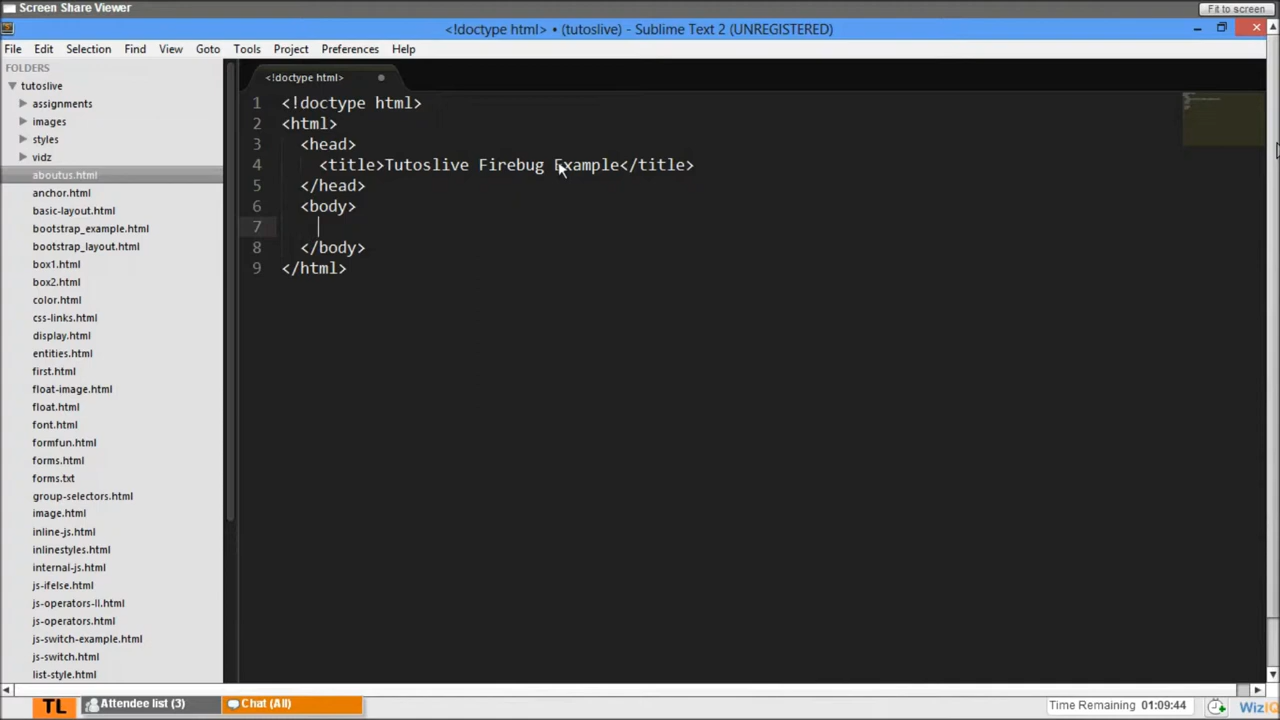 Screen Share Viewer
Fit to screen
<!doctype html> • (tutoslive) - Sublime Text 2 (UNREGISTERED)
File Edit Selection Find View Goto Tools Project Preferences Help
FOLDERS
tutoslive
assignments
images
styles
vidz
aboutus.html
anchor.html
basic-layout.html
bootstrap_example.html
bootstrap_layout.html
box1.html
box2.html
color.html
css-links.html
display.html
entities.html
first.html
float-image.html
float.html
font.html
formfun.html
forms.html
forms.txt
group-selectors.html
image.html
inline-js.html
inlinestyles.html
internal-js.html
js-ifelse.html
js-operators-II.html
js-operators.html
js-switch-example.html
js-switch.html
list-style.html
<!doctype html>
1 <!doctype html>
2 <html>
3 <head>
4 <title>Tutoslive Firebug Example</title>
5 </head>
6 <body>
7
8 </body>
9 </html>
TL
Attendee list (3)
Chat (All)
Time Remaining 01:09:44
WizIQ